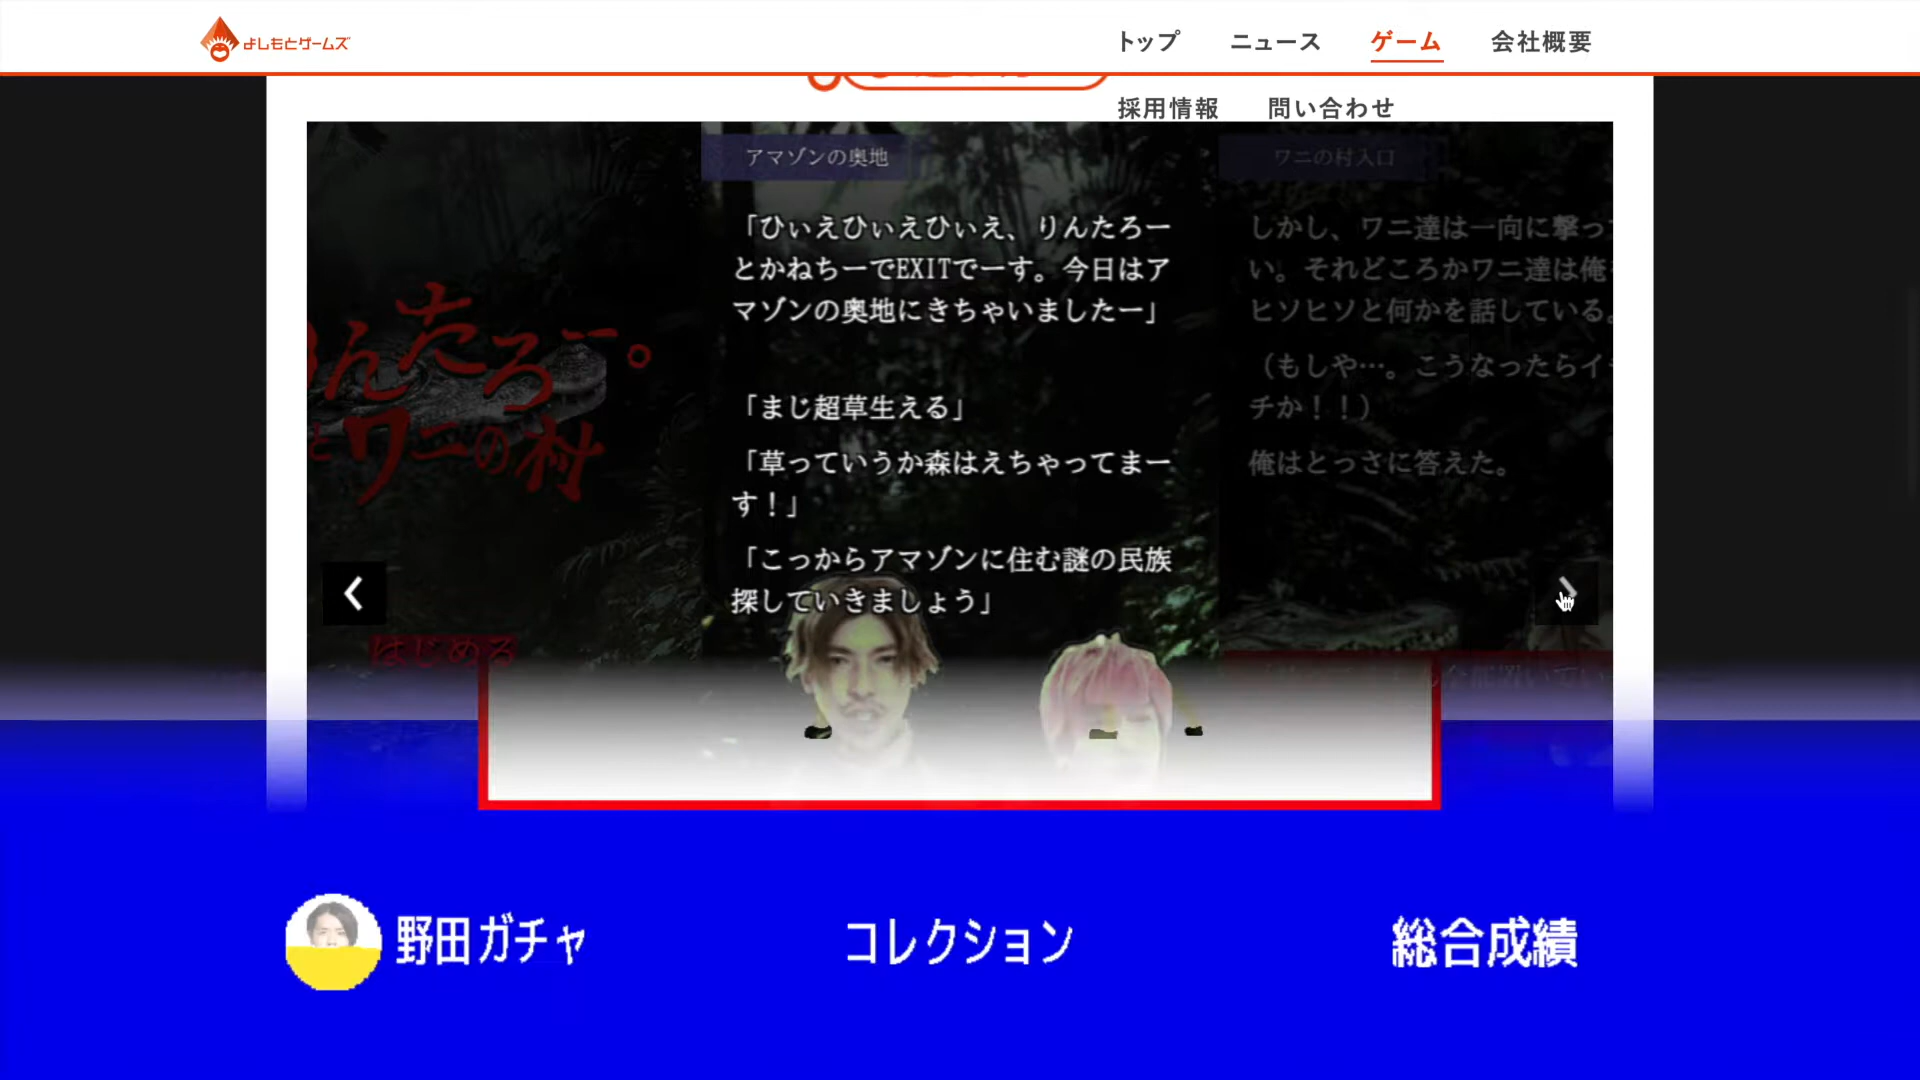 よしもとゲームズ
トップ
ニュース
ゲーム
会社概要
採用情報
問い合わせ
アマゾンの奥地
「ひぃえひぃえひぃえ、りんたろー
とかねちーでEXITでーす。今日はア
マゾンの奥地にきちゃいましたー」
「まじ超草生える」
「草っていうか森はえちゃってまー
す！」
「こっからアマゾンに住む謎の民族
探していきましょう」
ワニの村入口
しかし、ワニ達は一向に撃っ
い。それどころかワニ達は俺
ヒソヒソと何かを話している。
（もしや…。こうなったらイ
チか！！）
俺はとっさに答えた。
りんたろー。
とワニの村
はじめる
野田ガチャ
コレクション
総合成績